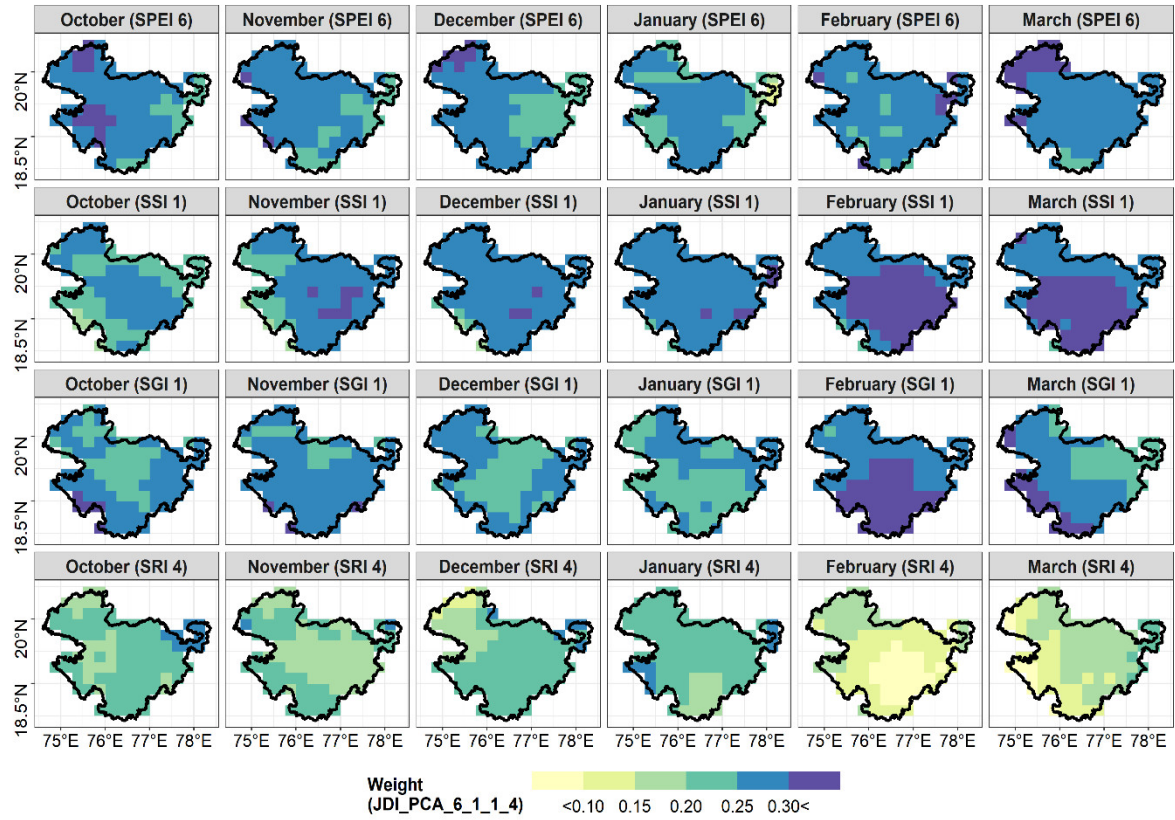 October (SPEI 6) November (SPEI 6) December (SPEI 6) January (SPEI 6) February (SPEI 6) March (SPEI 6)
20°N
18.5°N
October (SSI 1) November (SSI 1) December (SSI 1) January (SSI 1) February (SSI 1) March (SSI 1)
20°N
18.5°N
October (SGI 1) November (SGI 1) December (SGI 1) January (SGI 1) February (SGI 1) March (SGI 1)
20°N
18.5°N
October (SRI 4) November (SRI 4) December (SRI 4) January (SRI 4) February (SRI 4) March (SRI 4)
20°N
18.5°N
75°E 76°E 77°E 78°E 75°E 76°E 77°E 78°E 75°E 76°E 77°E 78°E 75°E 76°E 77°E 78°E 75°E 76°E 77°E 78°E 75°E 76°E 77°E 78°E
Weight
(JDI_PCA_6_1_1_4)
<0.10 0.15 0.20 0.25 0.30<